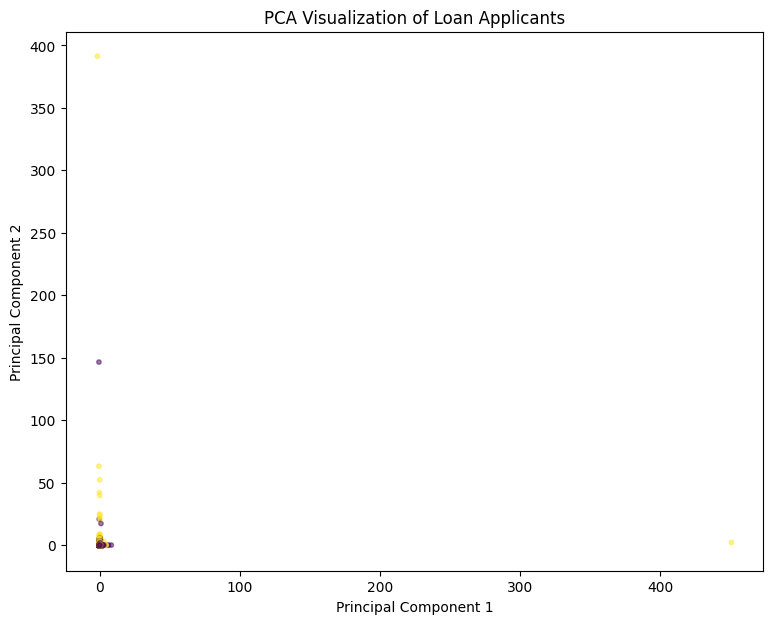 PCA Visualization of Loan Applicants
400
350
300
250
200
150
100
50
0
Principal Component 2
0 100 200 300 400
Principal Component 1